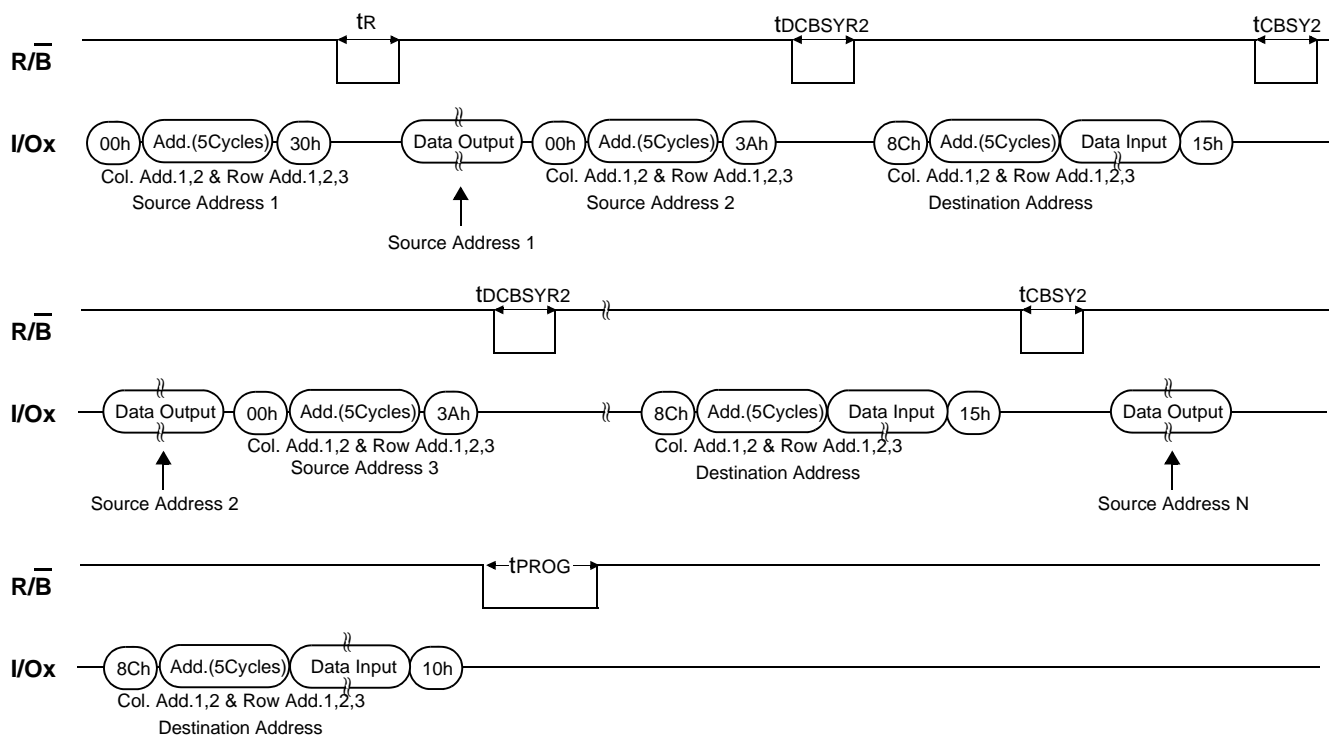 tR tDCBSYR2 tCBSY2
R/B
I/Ox 00h Add.(5Cycles) 30h Data Output 00h Add.(5Cycles) 3Ah 8Ch Add.(5Cycles) Data Input 15h
Col. Add.1,2 & Row Add.1,2,3 Col. Add.1,2 & Row Add.1,2,3 Col. Add.1,2 & Row Add.1,2,3
Source Address 1 Source Address 2 Destination Address
Source Address 1
tDCBSYR2 tCBSY2
R/B
I/Ox Data Output 00h Add.(5Cycles) 3Ah 8Ch Add.(5Cycles) Data Input 15h Data Output
Col. Add.1,2 & Row Add.1,2,3 Col. Add.1,2 & Row Add.1,2,3
Source Address 3 Destination Address
Source Address 2 Source Address N
tPROG
R/B
I/Ox 8Ch Add.(5Cycles) Data Input 10h
Col. Add.1,2 & Row Add.1,2,3
Destination Address